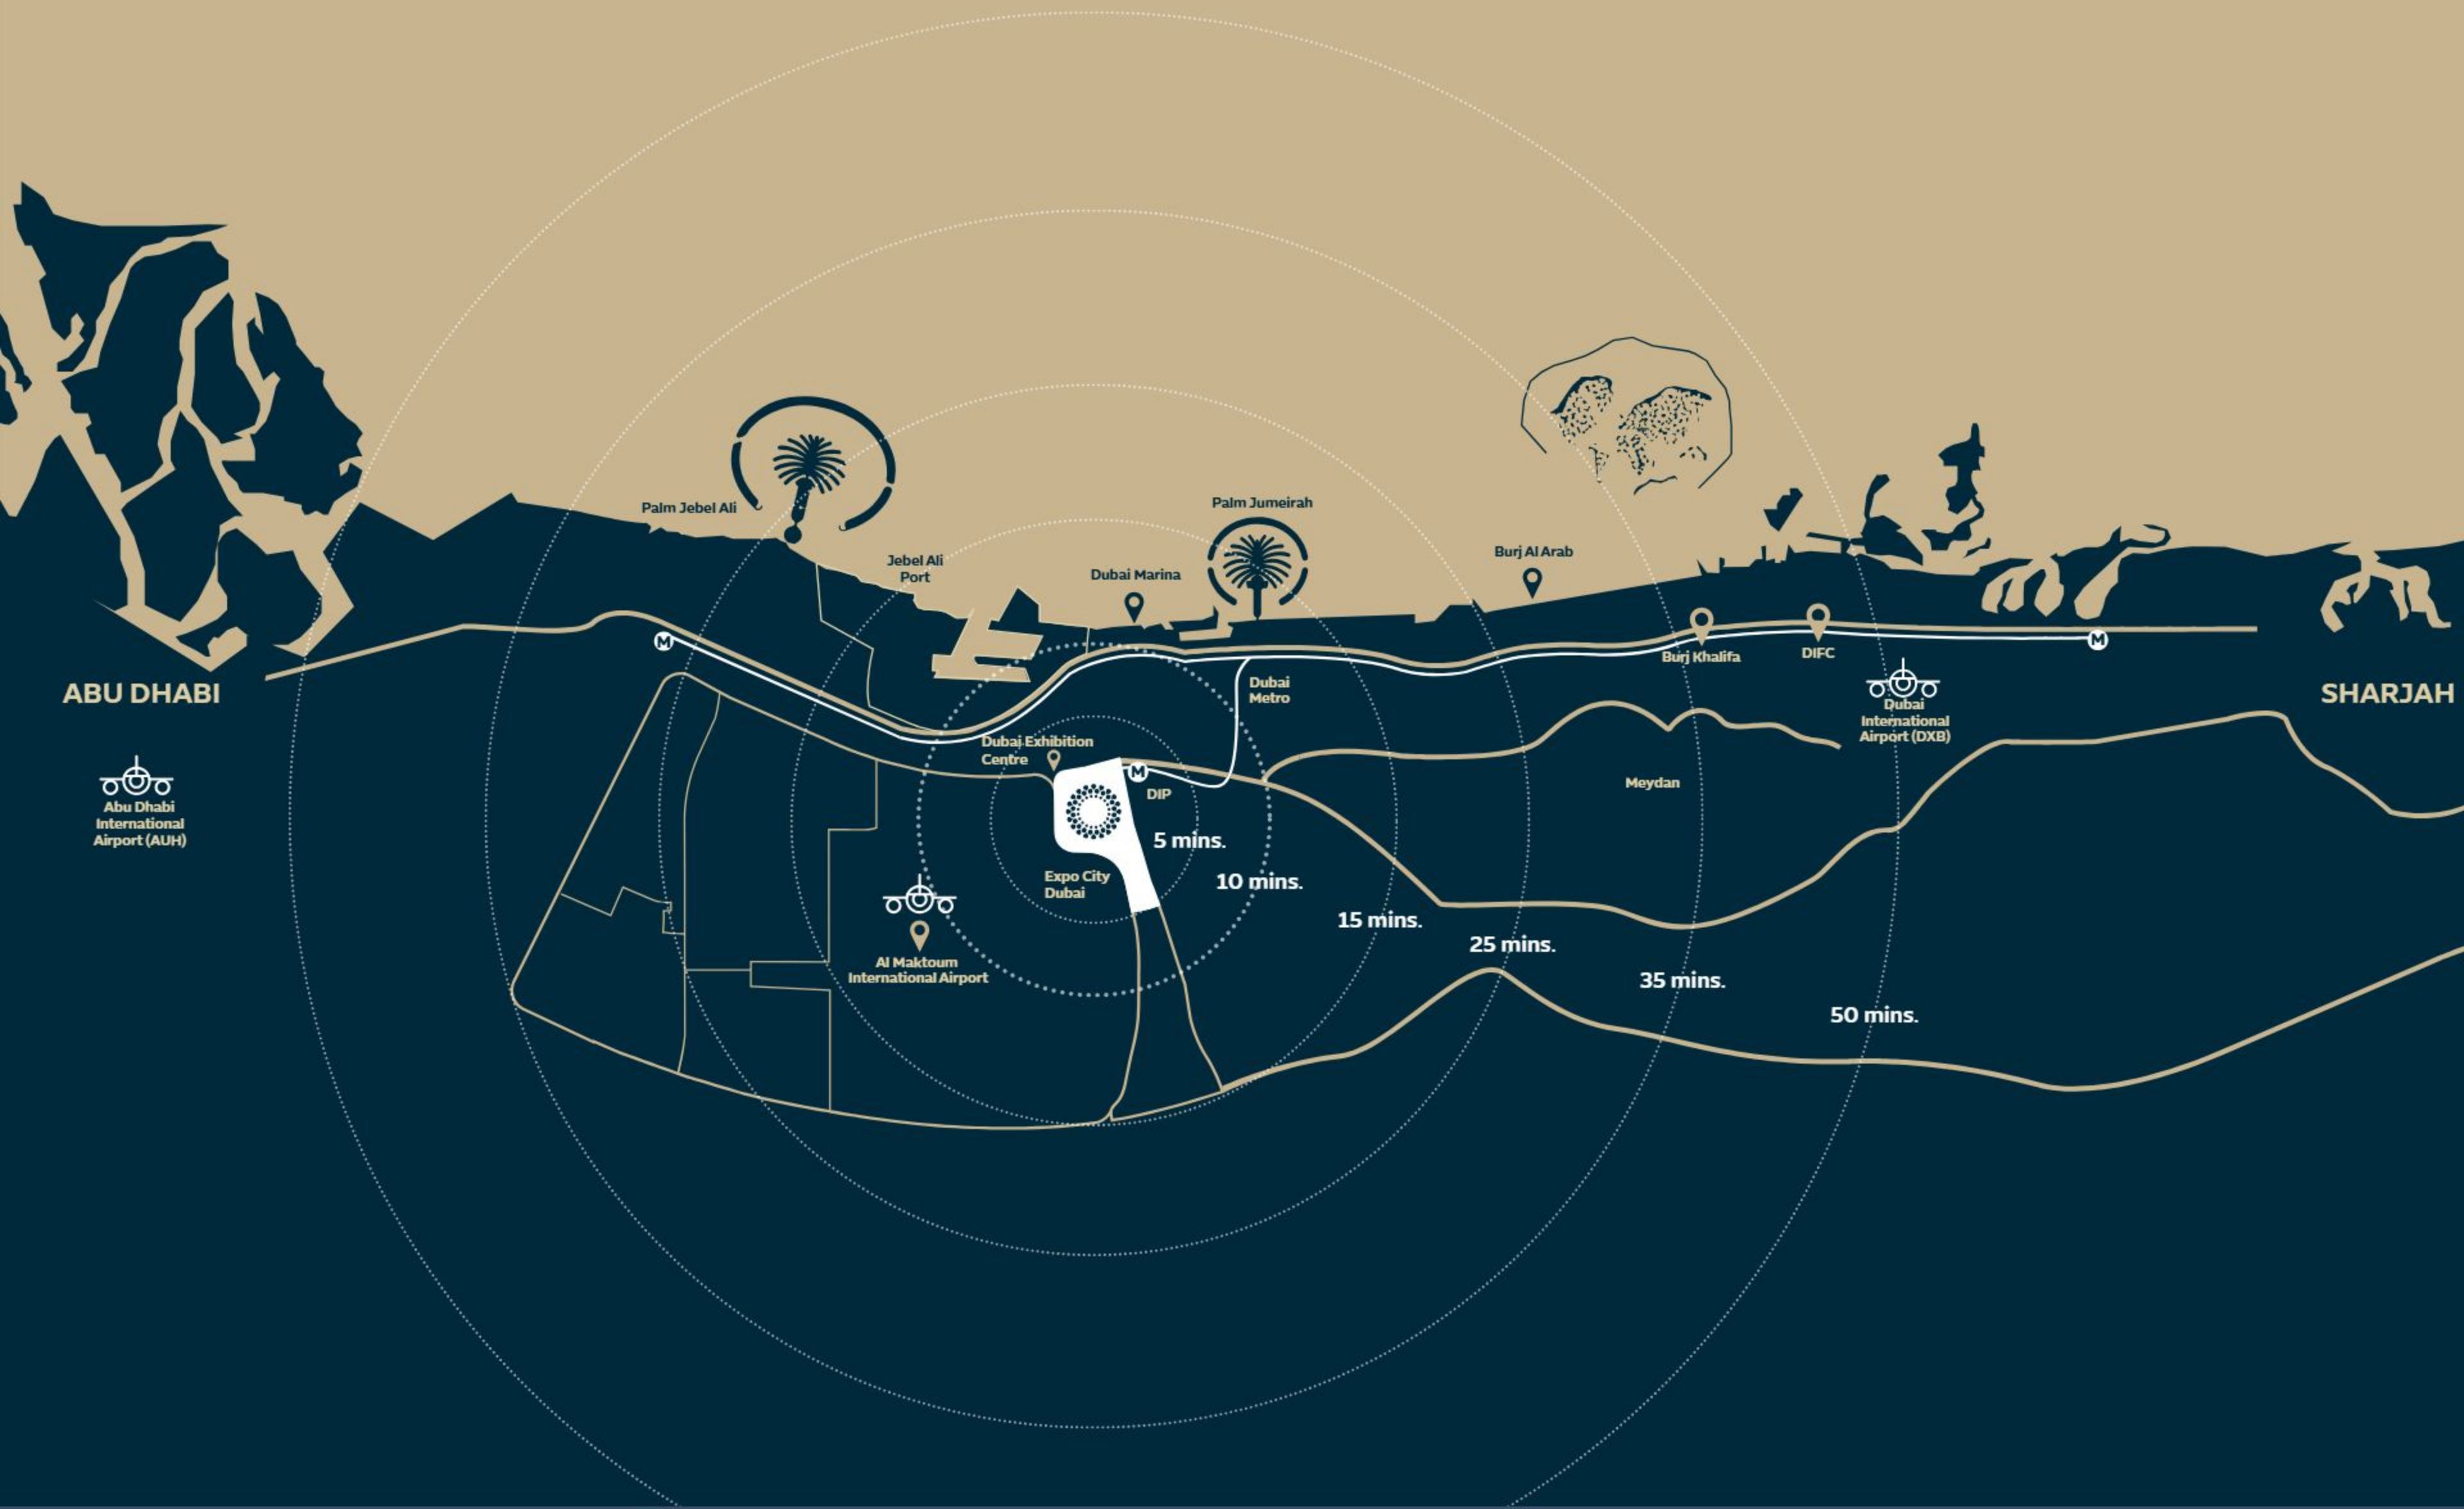 Palm Jebel Ali
Palm Jumeirah
Jebel Ali
Port
Dubai Marina
Burj Al Arab
Burj Khalifa
DIFC
Dubai
Metro
ABU DHABI
SHARJAH
Dubai
International
Airport (DXB)
Dubai Exhibition
Centre
M
M
M
DIP
Meydan
Abu Dhabi
International
Airport (AUH)
5 mins.
Expo City
Dubai
10 mins.
15 mins.
25 mins.
Al Maktoum
International Airport
35 mins.
50 mins.